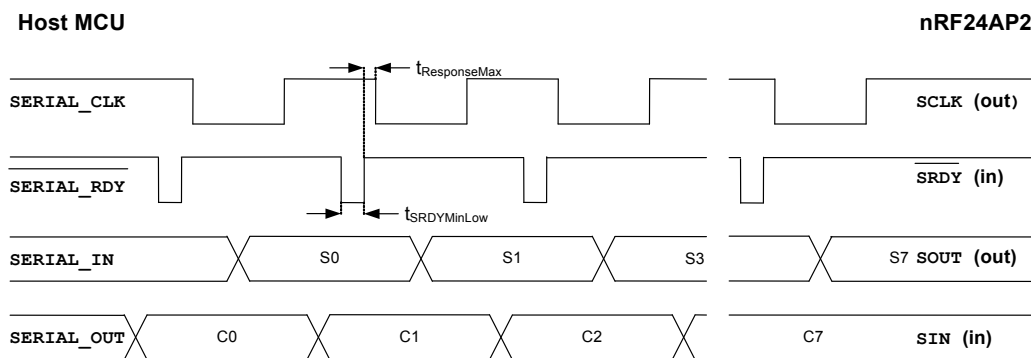 Host MCU nRF24AP2
tResponseMax
SERIAL_CLK SCLK (out)
SERIAL_RDY SRDY (in)
tSRDYMinLow
SERIAL_IN S0 S1 S3 S7 SOUT (out)
SERIAL_OUT C0 C1 C2 C7 SIN (in)